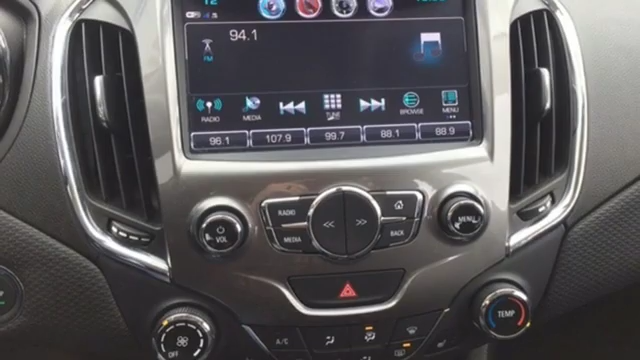 94.1
FM
RADIO MEDIA TUNE BROWSE MENU
96.1 107.9 99.7 88.1 88.9
RADIO
MEDIA
<< >>
BACK
VOL
MENU
A/C
OFF
TEMP